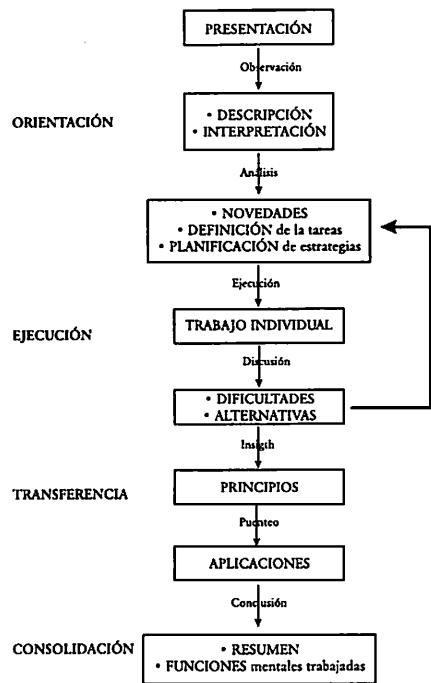 PRESENTACIÓN
Observación
ORIENTACIÓN
• DESCRIPCIÓN
• INTERPRETACIÓN
Análisis
• NOVEDADES
• DEFINICIÓN de la tareas
• PLANIFICACIÓN de estrategias
Ejecución
EJECUCIÓN
TRABAJO INDIVIDUAL
Discusión
• DIFICULTADES
• ALTERNATIVAS
Insigth
TRANSFERENCIA
PRINCIPIOS
Puenteo
APLICACIONES
Conclusión
CONSOLIDACIÓN
• RESUMEN
• FUNCIONES mentales trabajadas